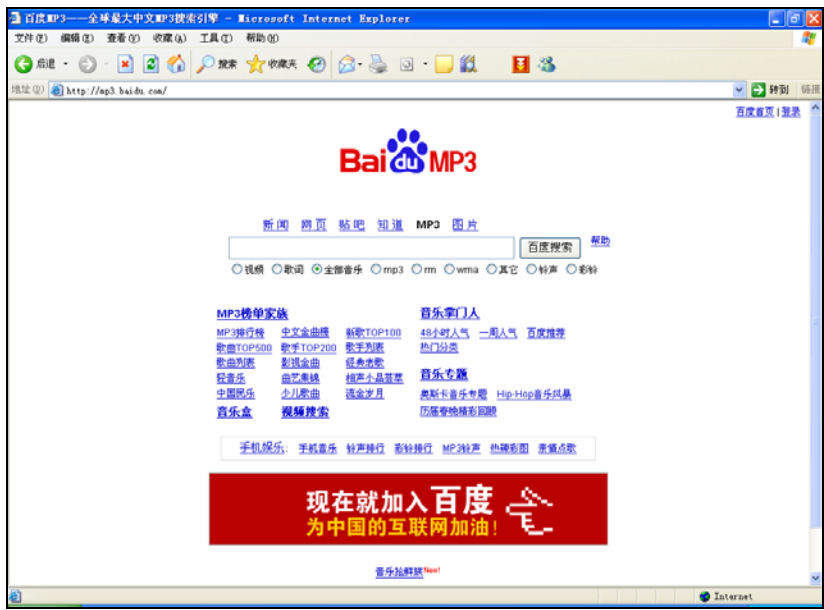 百度MP3——全球最大中文MP3搜索引擎 - Microsoft Internet Explorer
文件(F) 编辑(E) 查看(V) 收藏(A) 工具(T) 帮助(H)
后退 搜索 收藏夹
地址(D) http://mp3.baidu.com/ 转到 链接
百度首页 | 登录
Bai du MP3
新闻 网页 贴吧 知道 MP3 图片
百度搜索 帮助
视频 歌词 全部音乐 mp3 rm wma 其它 铃声 彩铃
MP3榜单家族 音乐掌门人
MP3排行榜 中文金曲榜 新歌TOP100 48小时人气 一周人气 百度推荐
歌曲TOP500 歌手TOP200 歌手列表 热门分类
歌曲列表 影视金曲 经典老歌
轻音乐 曲艺集锦 相声小品荟萃 音乐专题
中国民乐 少儿歌曲 流金岁月 奥斯卡音乐专题 Hip-Hop音乐风暴
音乐盒 视频搜索 历届春晚精彩回顾
手机娱乐: 手机音乐 铃声排行 彩铃排行 MP3铃声 热辣彩图 亲情点歌
现在就加入百度
为中国的互联网加油!
音乐抢鲜族 New!
Internet